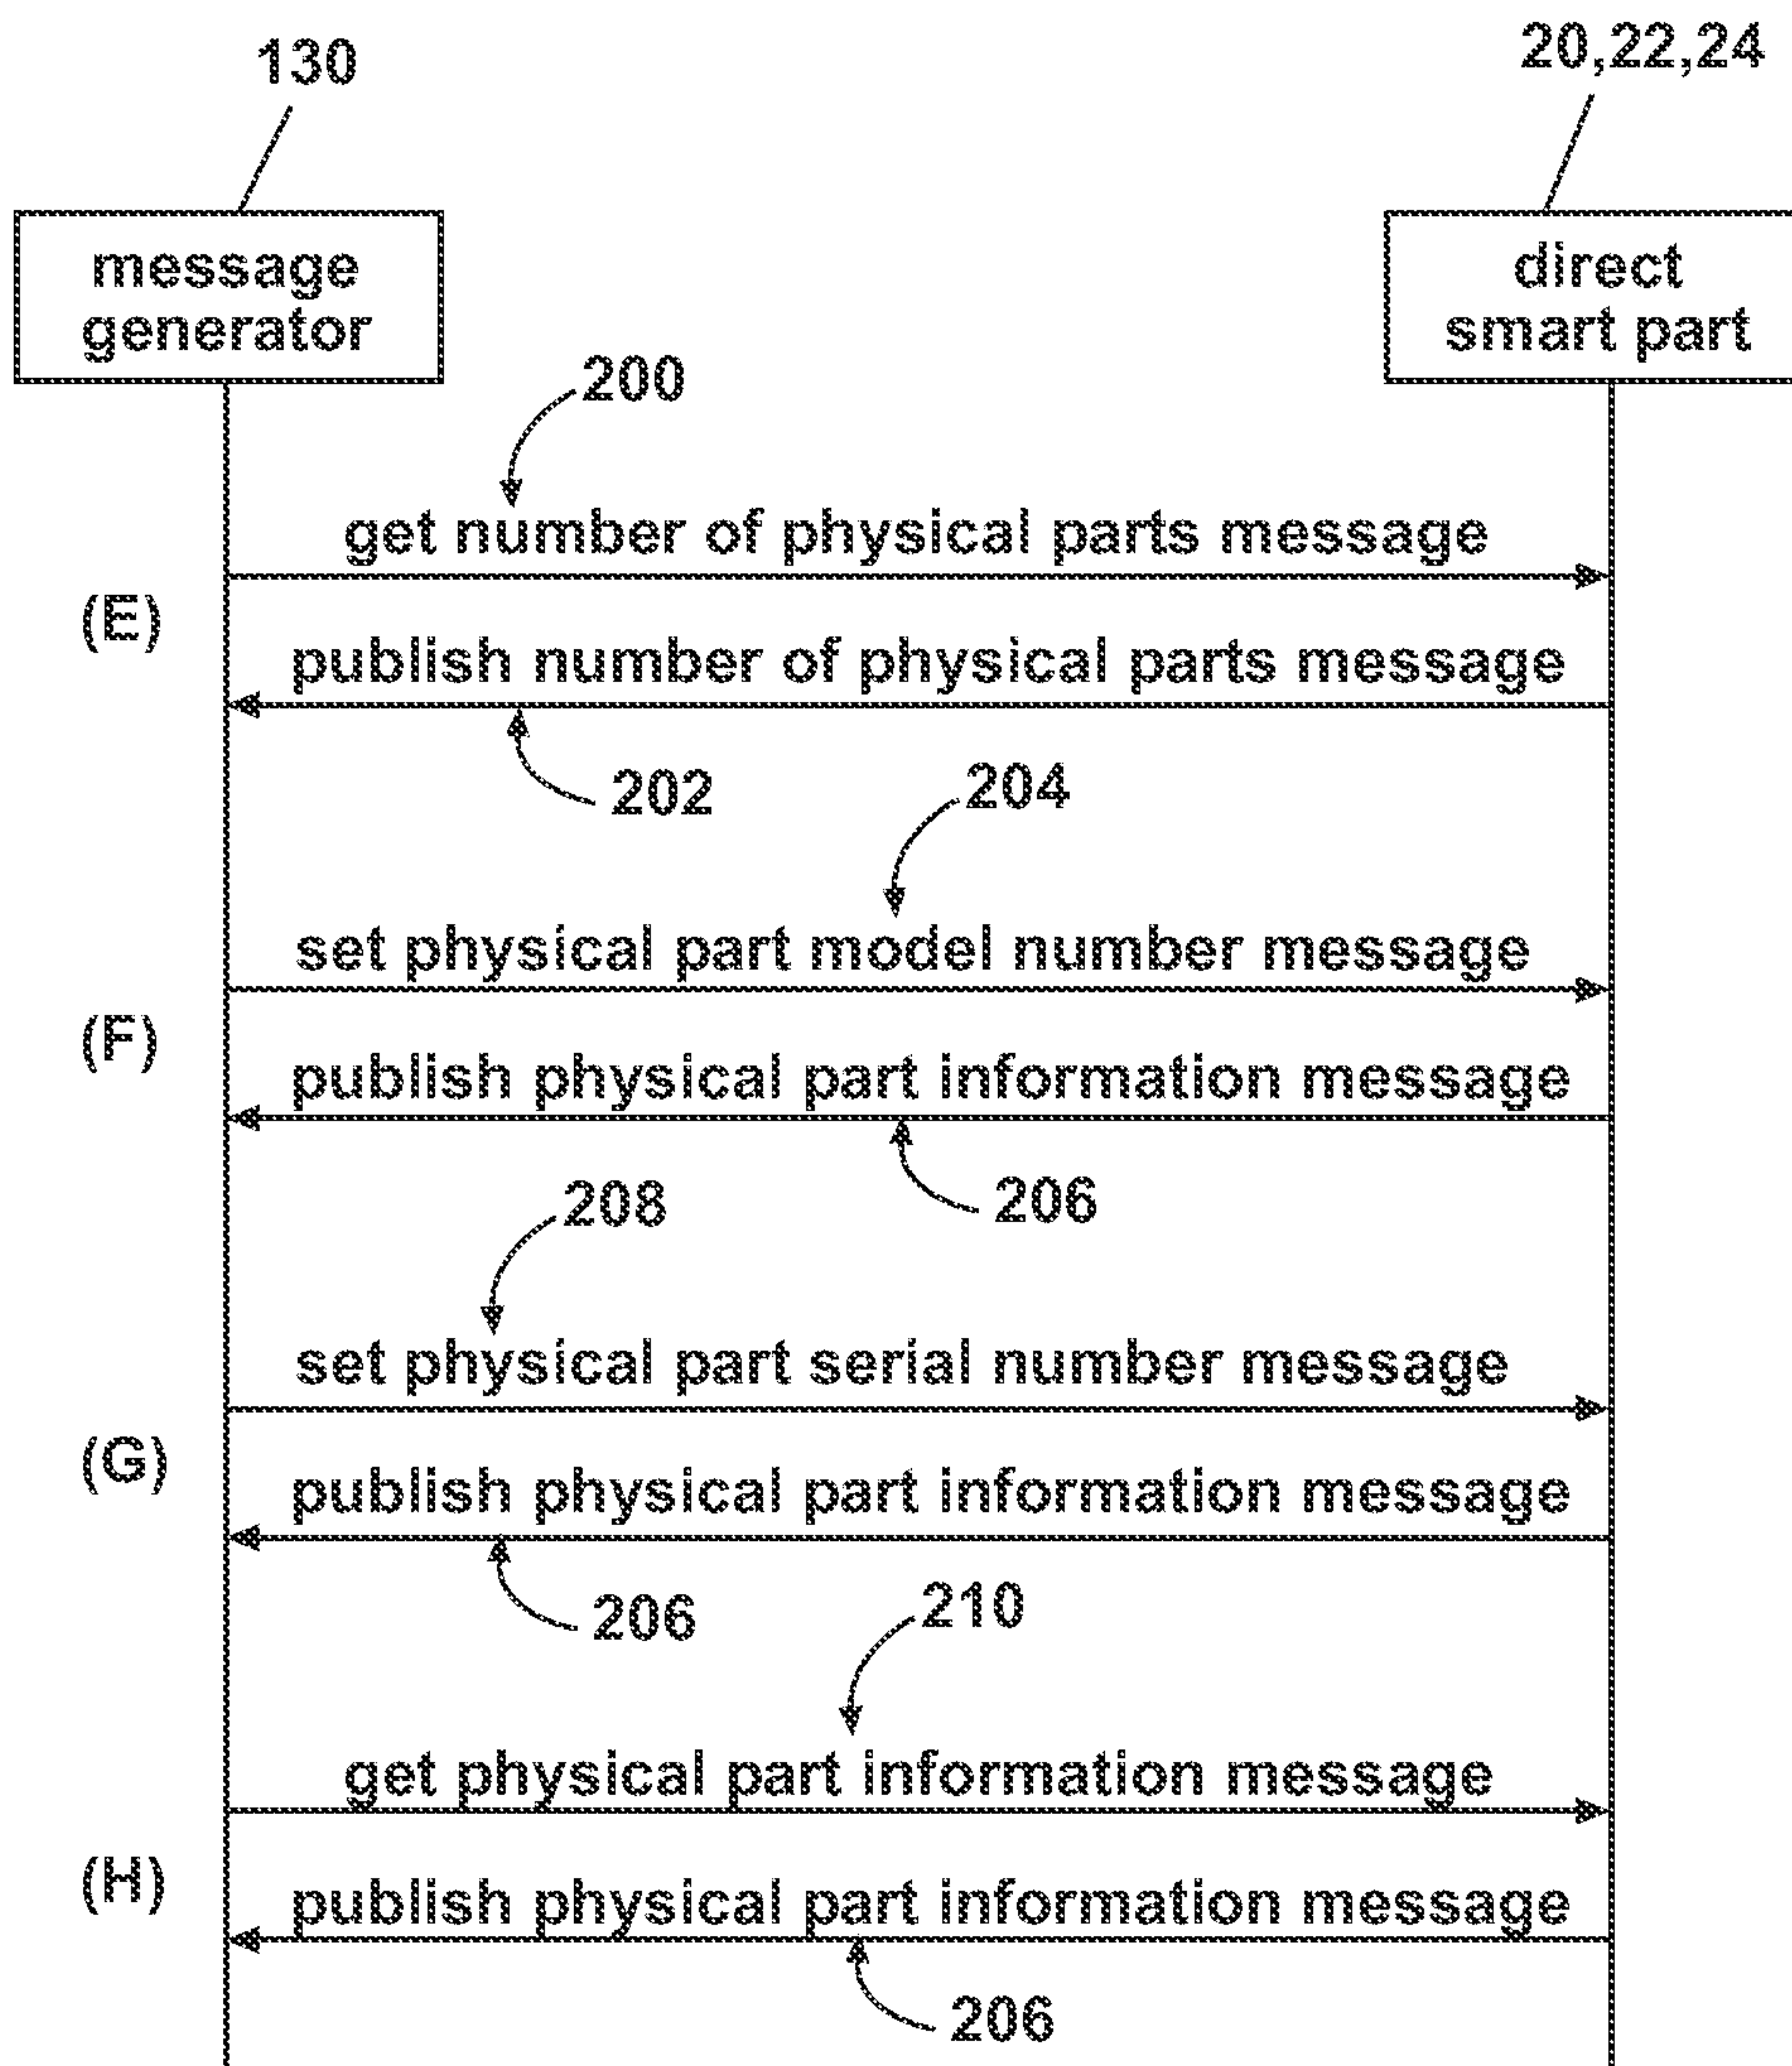 130
20,22,24
message
generator
direct
smart part
200
get number of physical parts message
(E)
publish number of physical parts message
202
204
set physical part model number message
(F)
publish physical part information message
206
208
set physical part serial number message
(G)
publish physical part information message
206
210
get physical part information message
(H)
publish physical part information message
206